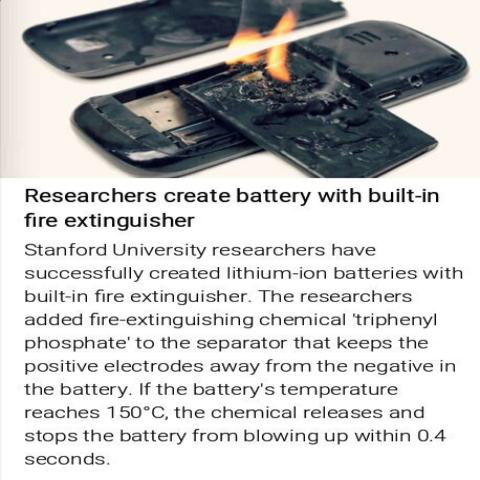 Researchers create battery with built-in
fire extinguisher
Stanford University researchers have
successfully created lithium-ion batteries with
built-in fire extinguisher. The researchers
added fire-extinguishing chemical 'triphenyl
phosphate' to the separator that keeps the
positive electrodes away from the negative in
the battery. If the battery's temperature
reaches 150°C, the chemical releases and
stops the battery from blowing up within 0.4
seconds.